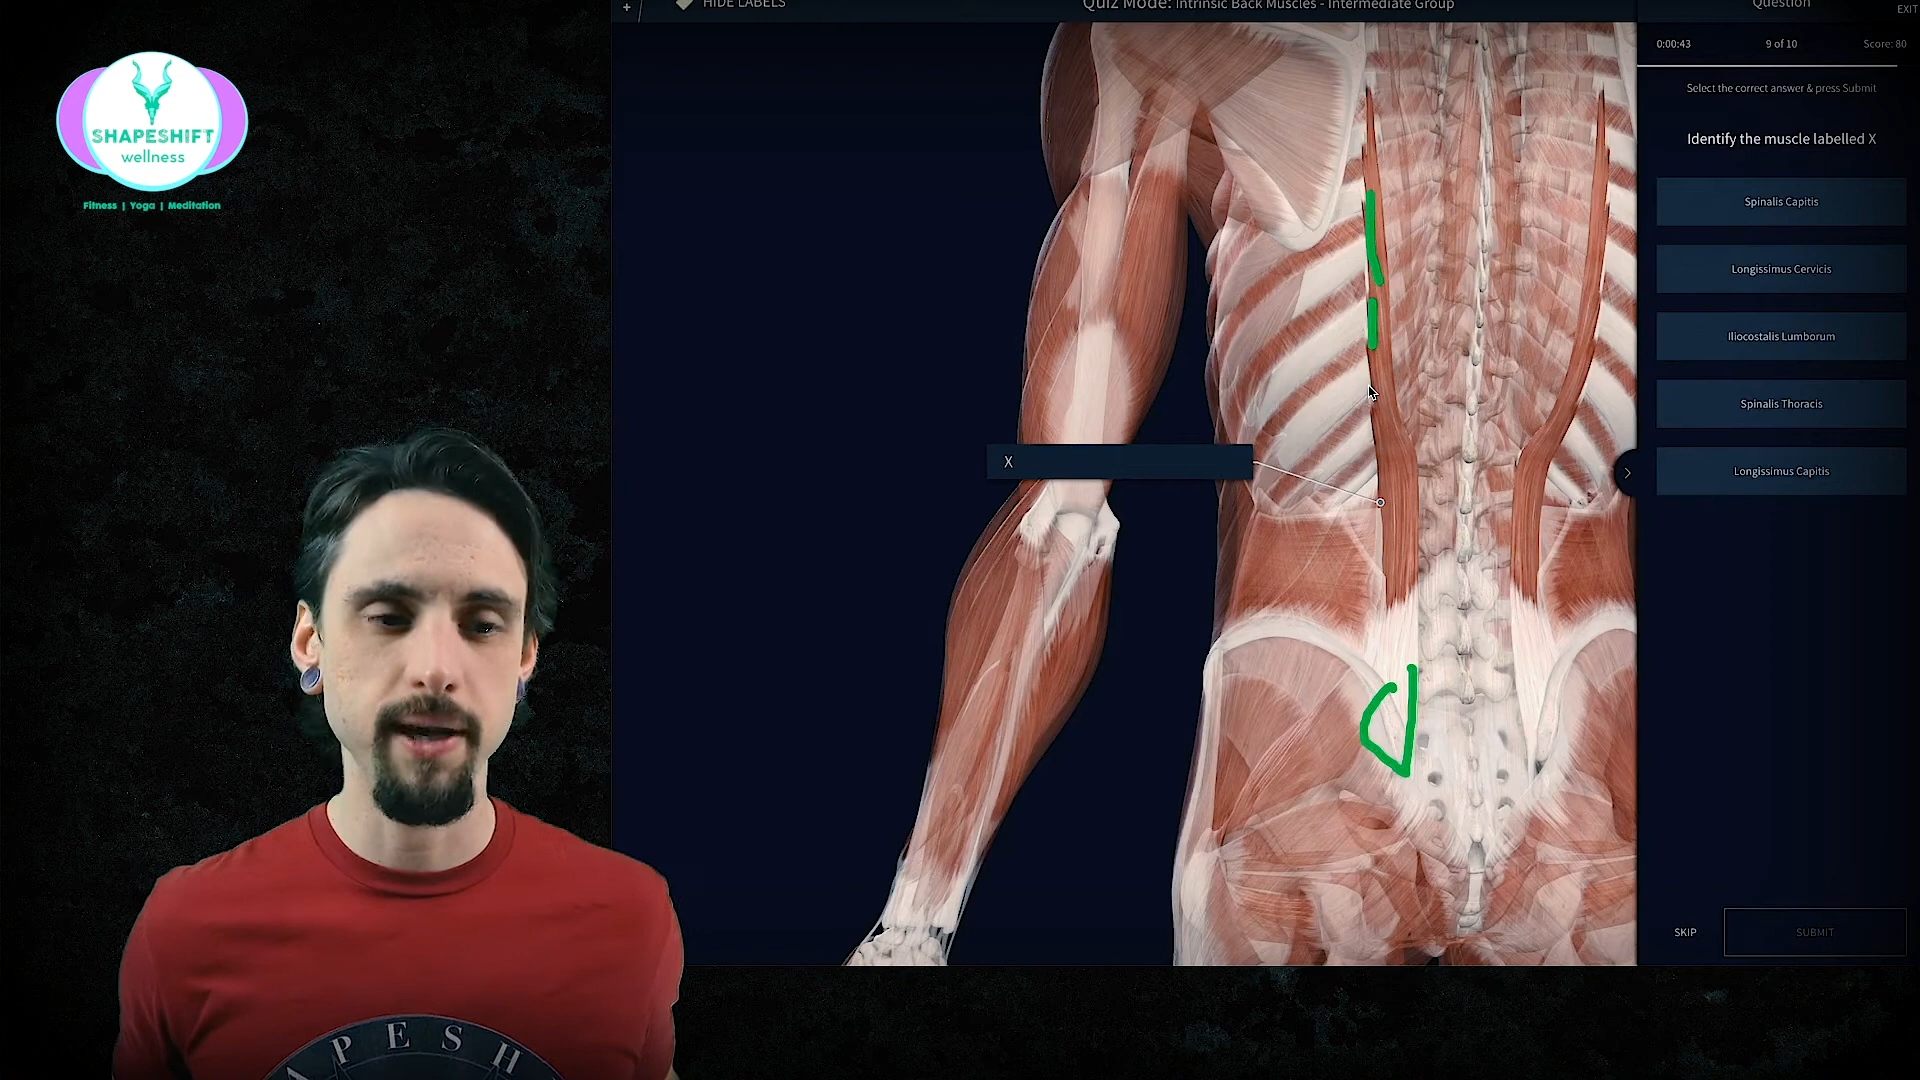 SHAPESHIFT
wellness
Fitness | Yoga | Meditation
+
HIDE LABELS
Quiz Mode: Intrinsic Back Muscles - Intermediate Group
Question
EXIT
0:00:43
9 of 10
Score: 80
Select the correct answer & press Submit
Identify the muscle labelled X
Spinalis Capitis
Longissimus Cervicis
Iliocostalis Lumborum
Spinalis Thoracis
Longissimus Capitis
X
SKIP
SUBMIT
A P E S H